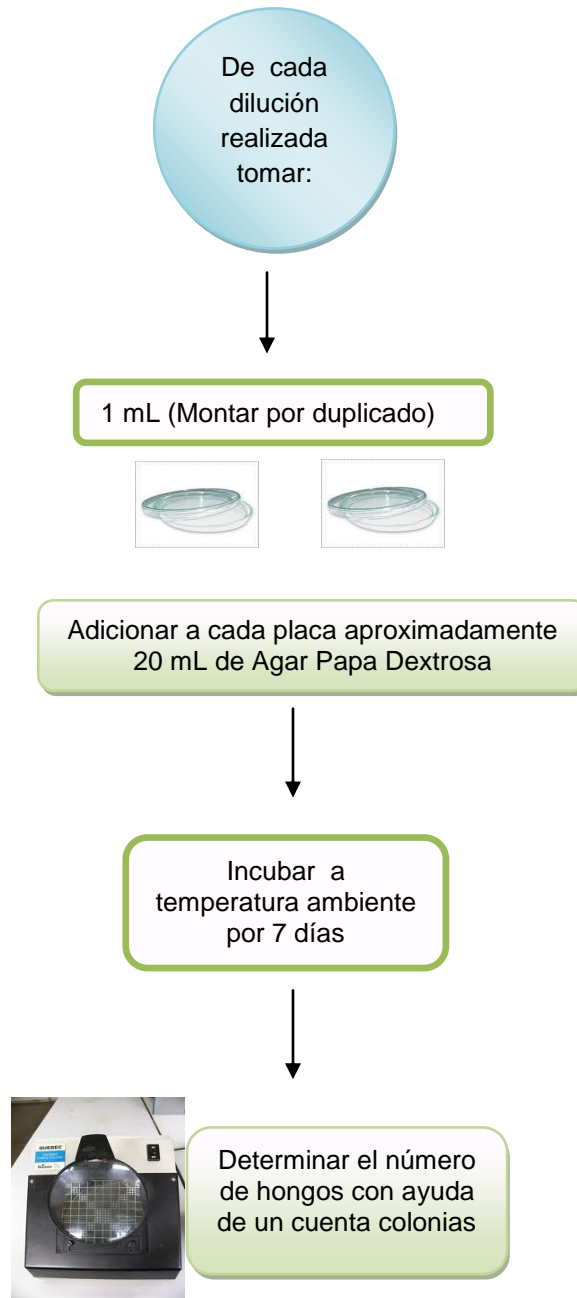 De cada
dilución
realizada
tomar:
1 mL (Montar por duplicado)
Adicionar a cada placa aproximadamente
20 mL de Agar Papa Dextrosa
Incubar a
temperatura ambiente
por 7 días
QUEBEC
Determinar el número
de hongos con ayuda
de un cuenta colonias